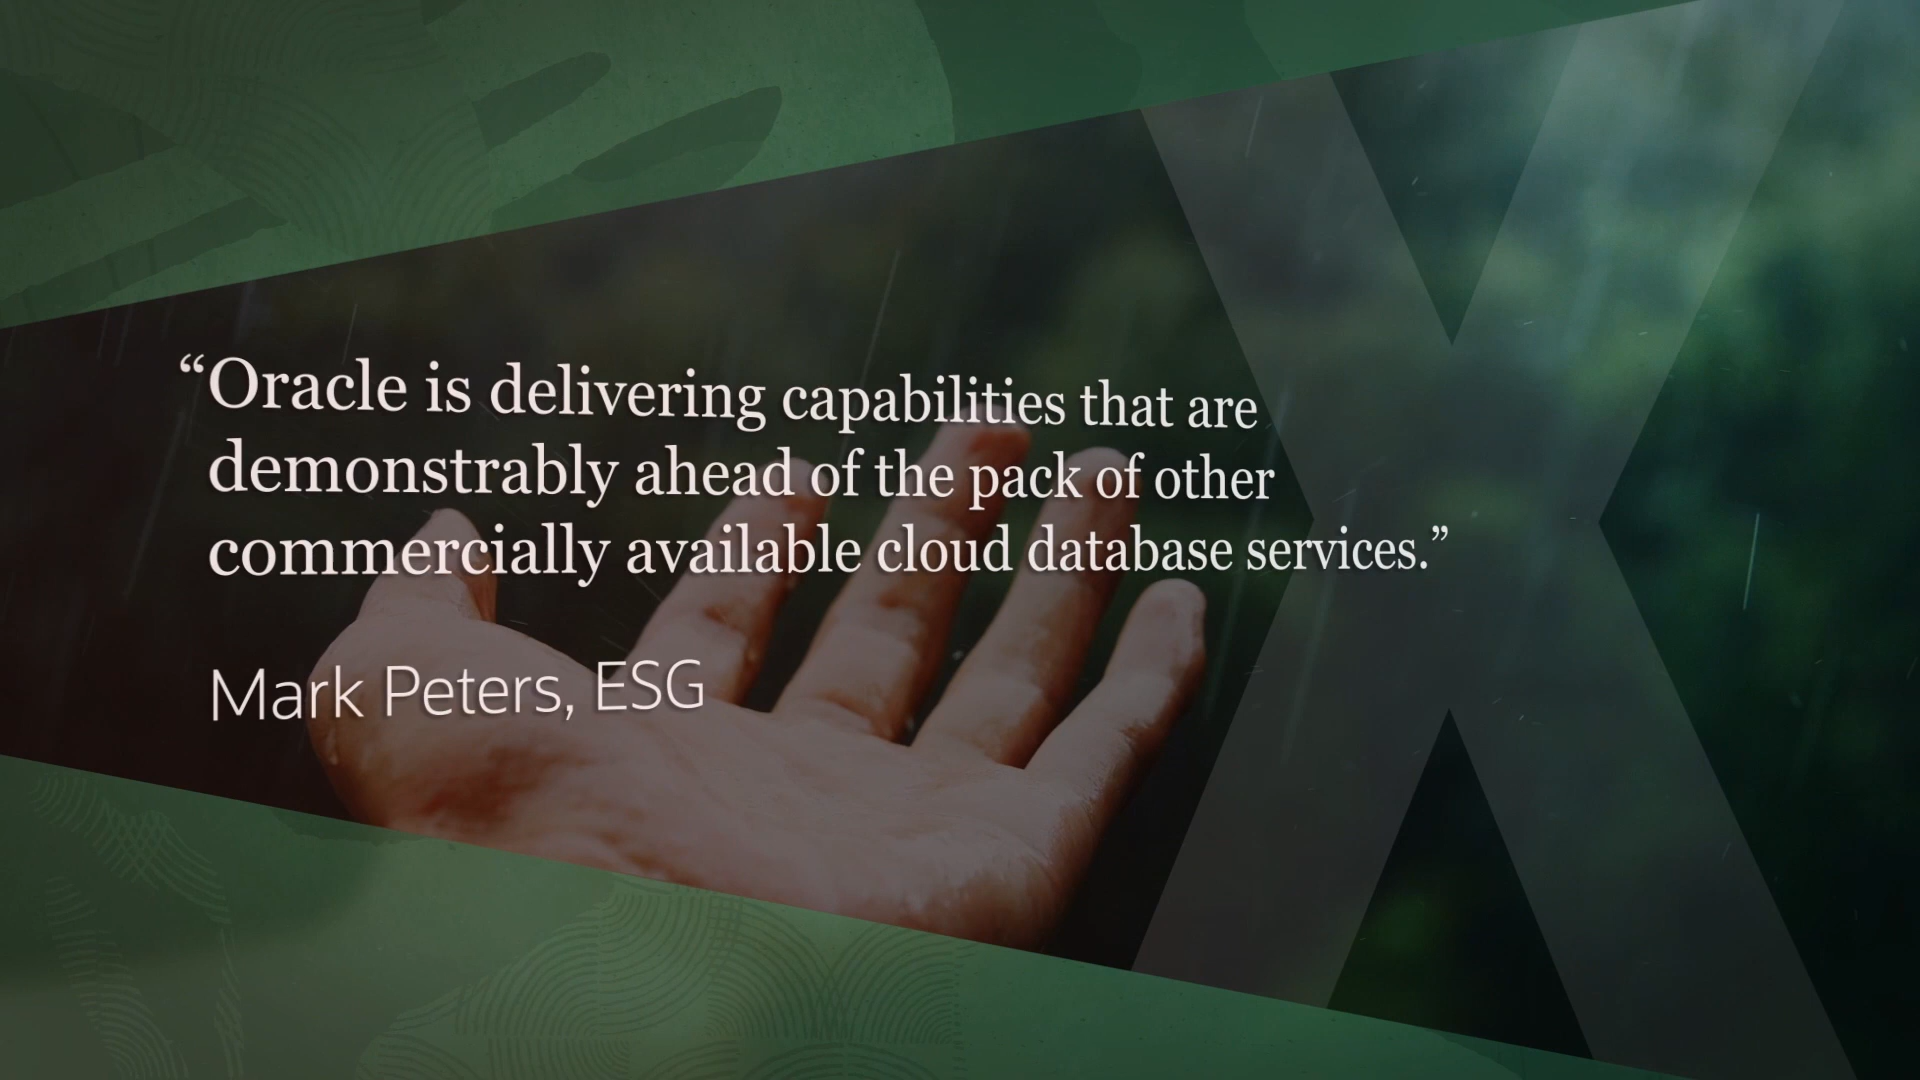 “Oracle is delivering capabilities that are
demonstrably ahead of the pack of other
commercially available cloud database services.”
Mark Peters, ESG